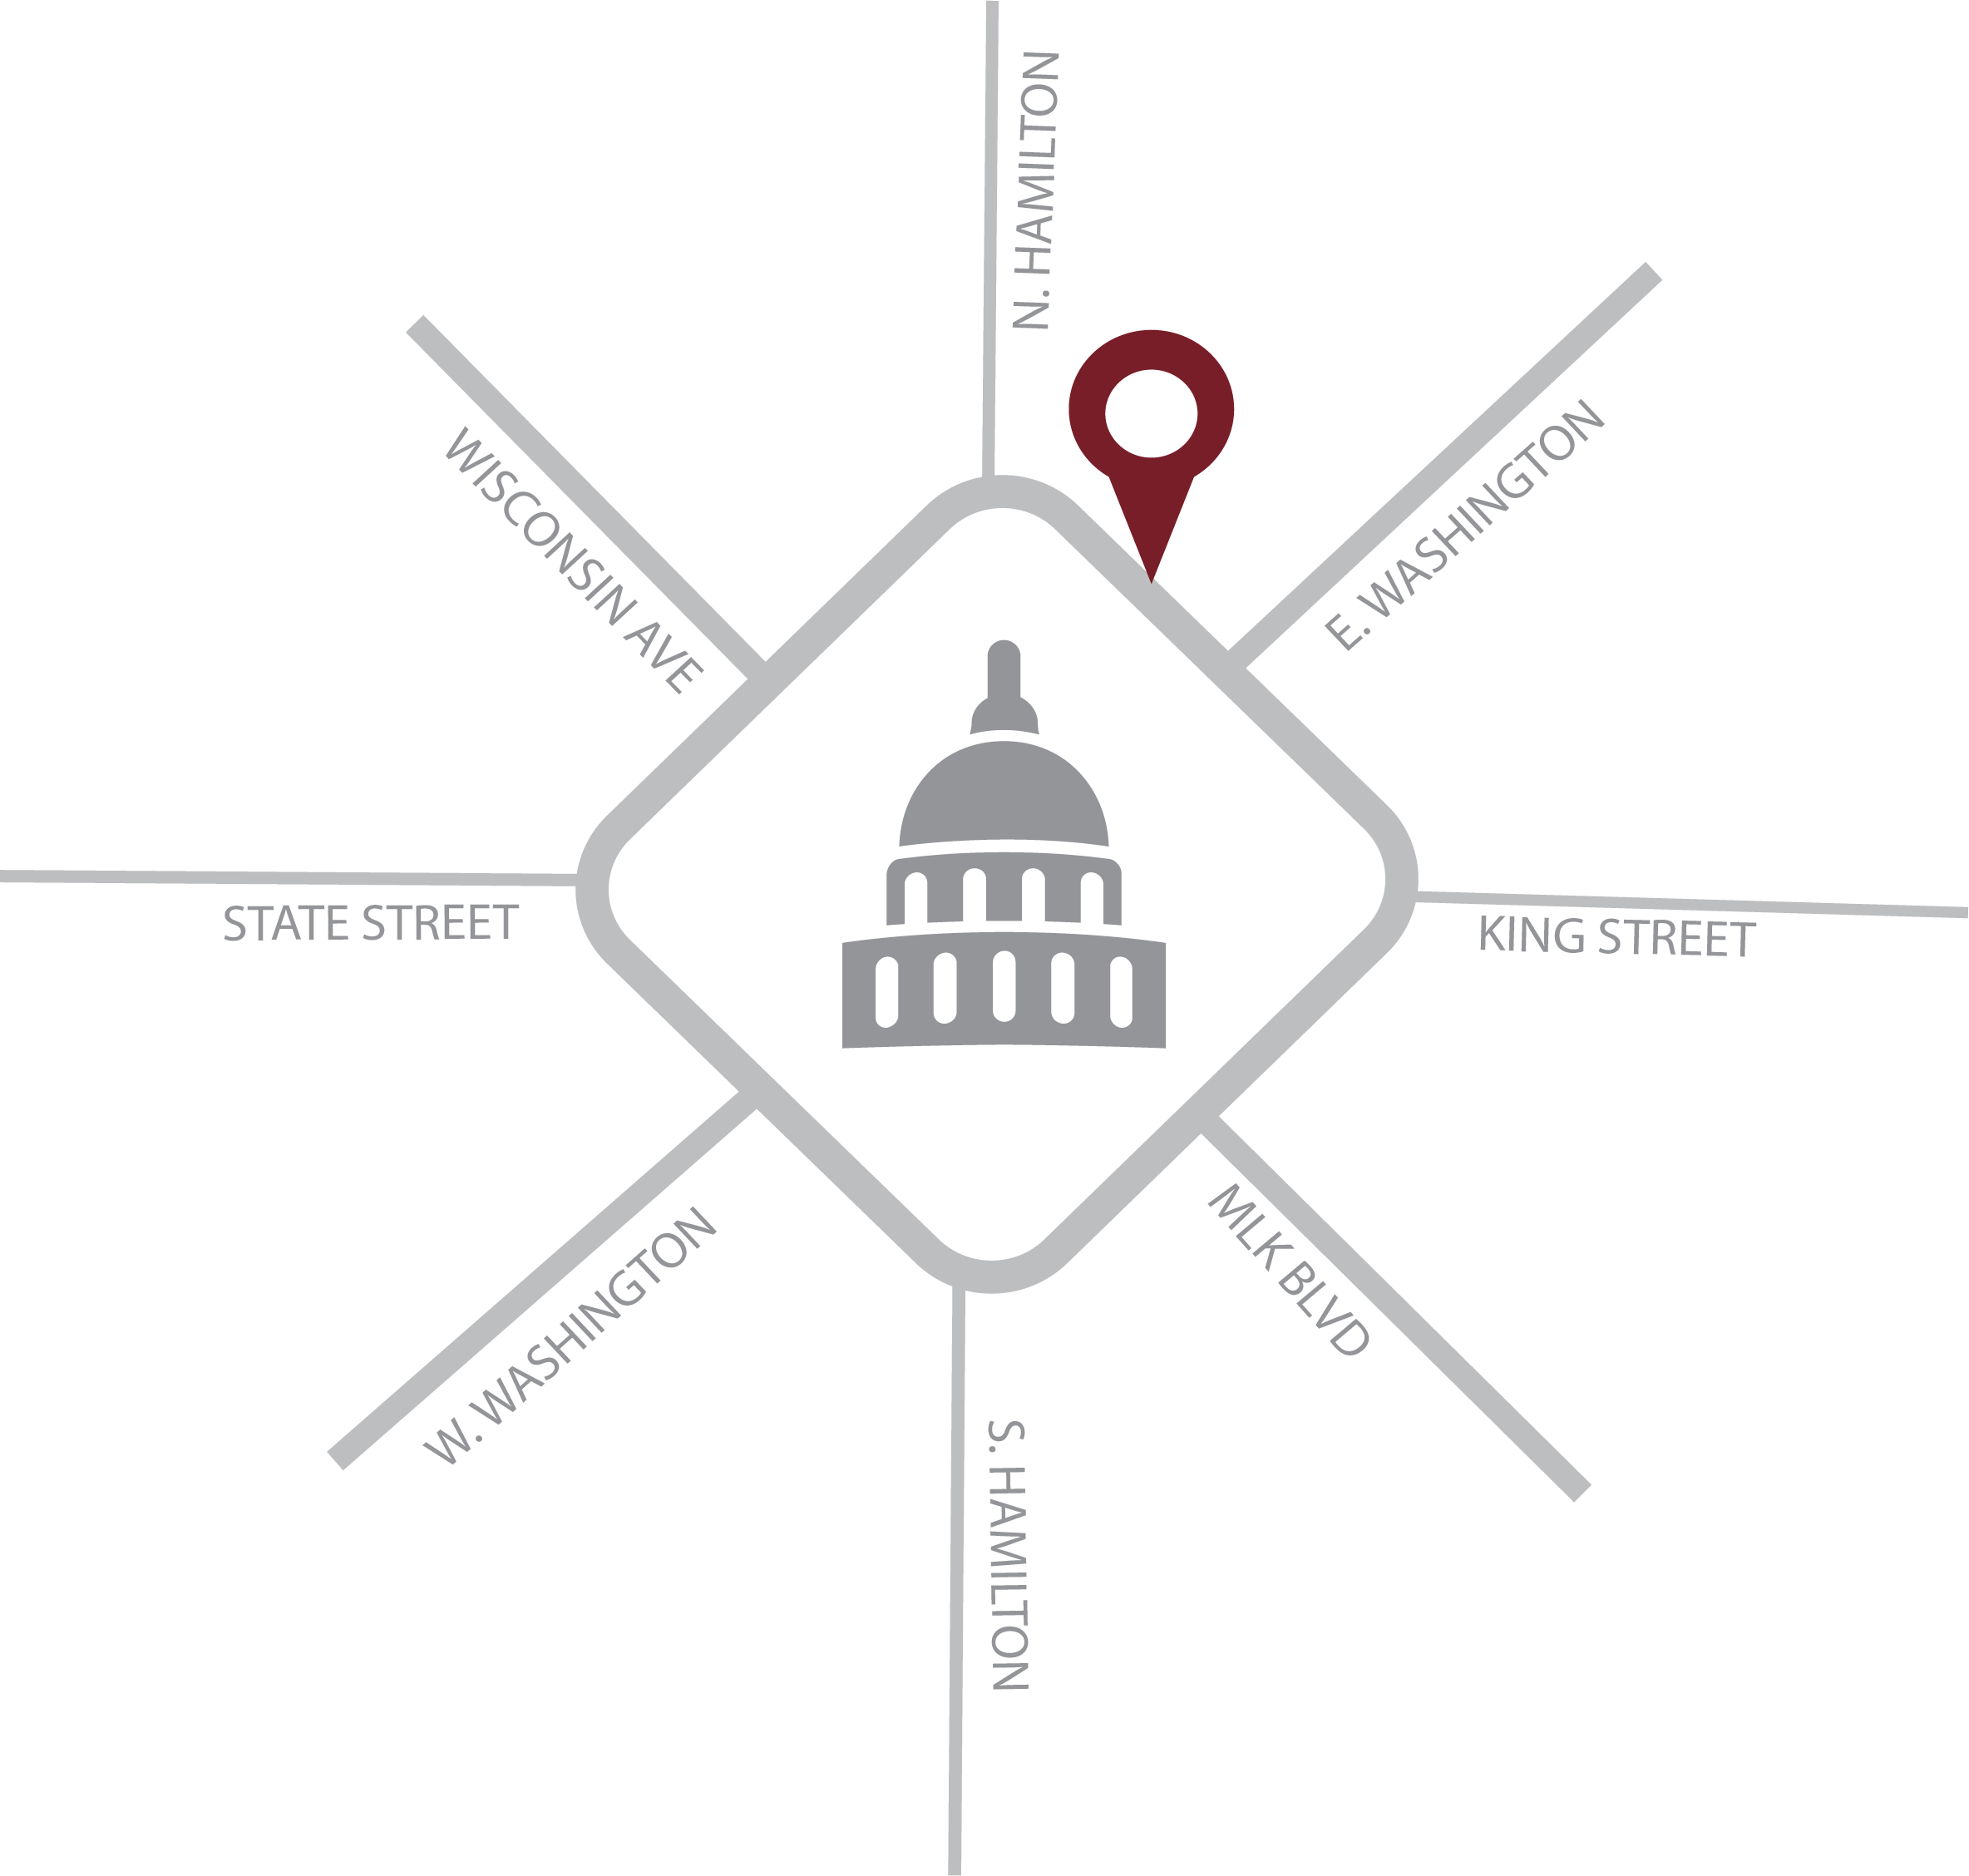 N. HAMILTON
WISCONSIN AVE
E. WASHINGTON
STATE STREET
KING STREET
W. WASHINGTON
MLK BLVD
S. HAMILTON